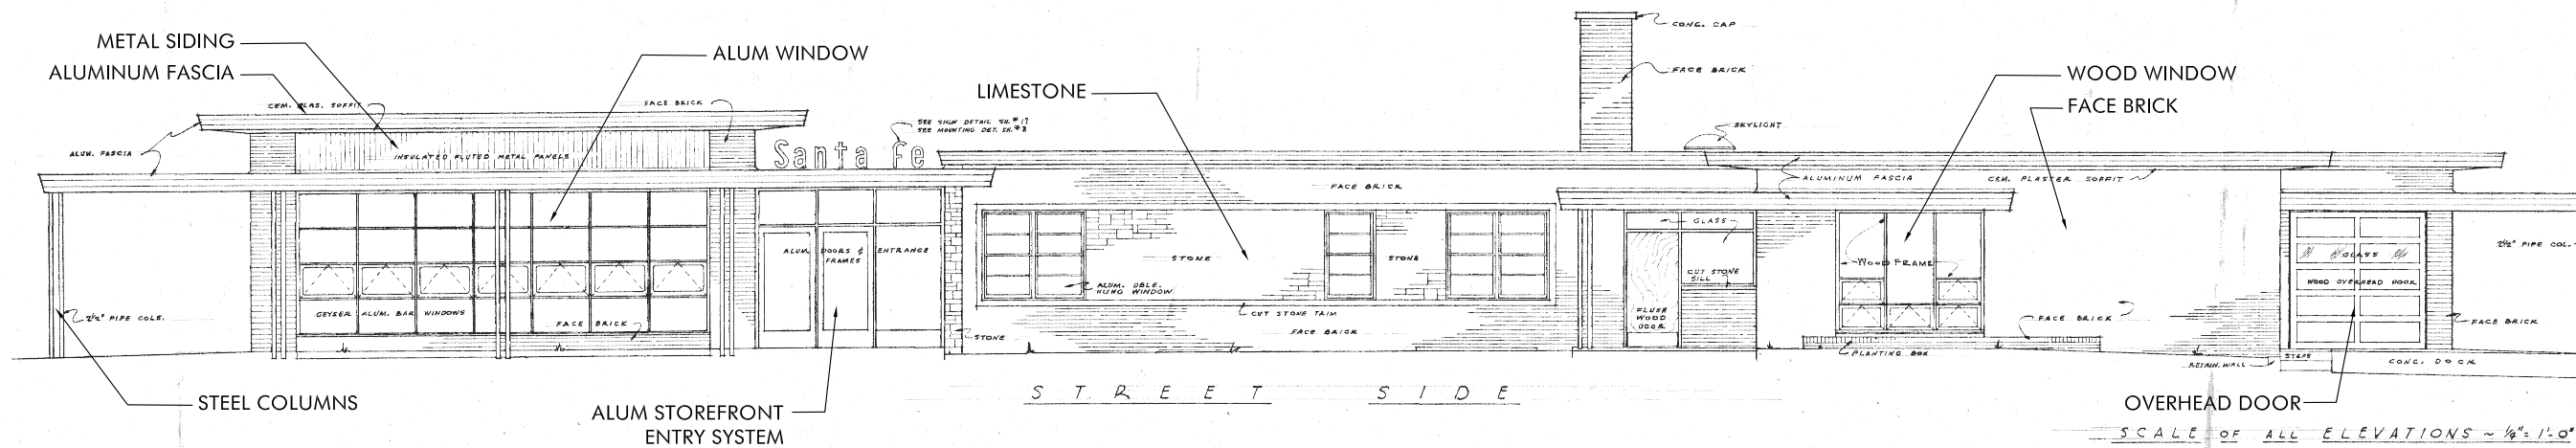 METAL SIDING
ALUMINUM FASCIA
ALUM WINDOW
LIMESTONE
WOOD WINDOW
FACE BRICK
CONC. CAP
FACE BRICK
SKYLIGHT
CEM. PLAS. SOFFIT
FACE BRICK
SEE SIGN DETAIL SH. #17
SEE MOUNTING DET. SH. #8
ALUM. FASCIA
INSULATED FLUTED METAL PANELS
Santa Fe
FACE BRICK
ALUMINUM FASCIA
CEM. PLASTER SOFFIT
GLASS
ALUM. DOORS & ENTRANCE
FRAMES
STONE
STONE
WOOD FRAME
2½" PIPE COL.
GLASS
CUT STONE
SILL
WOOD OVERHEAD DOOR
ALUM. DBLE.
HUNG WINDOW
2½" PIPE COLS.
GEYSER ALUM. BAR WINDOWS
FACE BRICK
CUT STONE TRIM
FLUSH
WOOD
DOOR
FACE BRICK
FACE BRICK
FACE BRICK
STONE
PLANTING BOX
STEPS
RETAIN. WALL
CONC. DOCK
STREET SIDE
STEEL COLUMNS
ALUM STOREFRONT
ENTRY SYSTEM
OVERHEAD DOOR
SCALE OF ALL ELEVATIONS ~ ¼" = 1'-0"